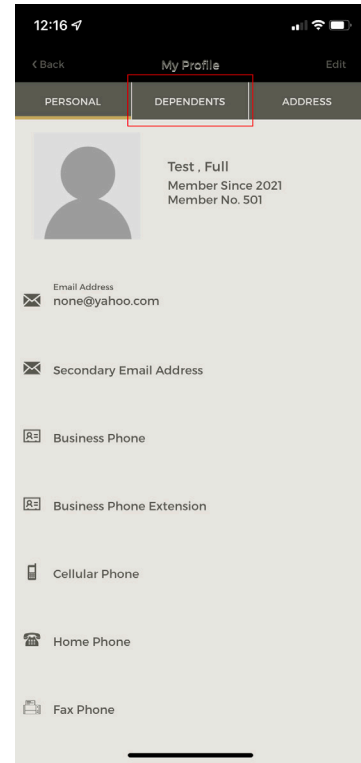 12:16
Back My Profile Edit
PERSONAL DEPENDENTS ADDRESS
Test , Full
Member Since 2021
Member No. 501
Email Address
none@yahoo.com
Secondary Email Address
Business Phone
Business Phone Extension
Cellular Phone
Home Phone
Fax Phone